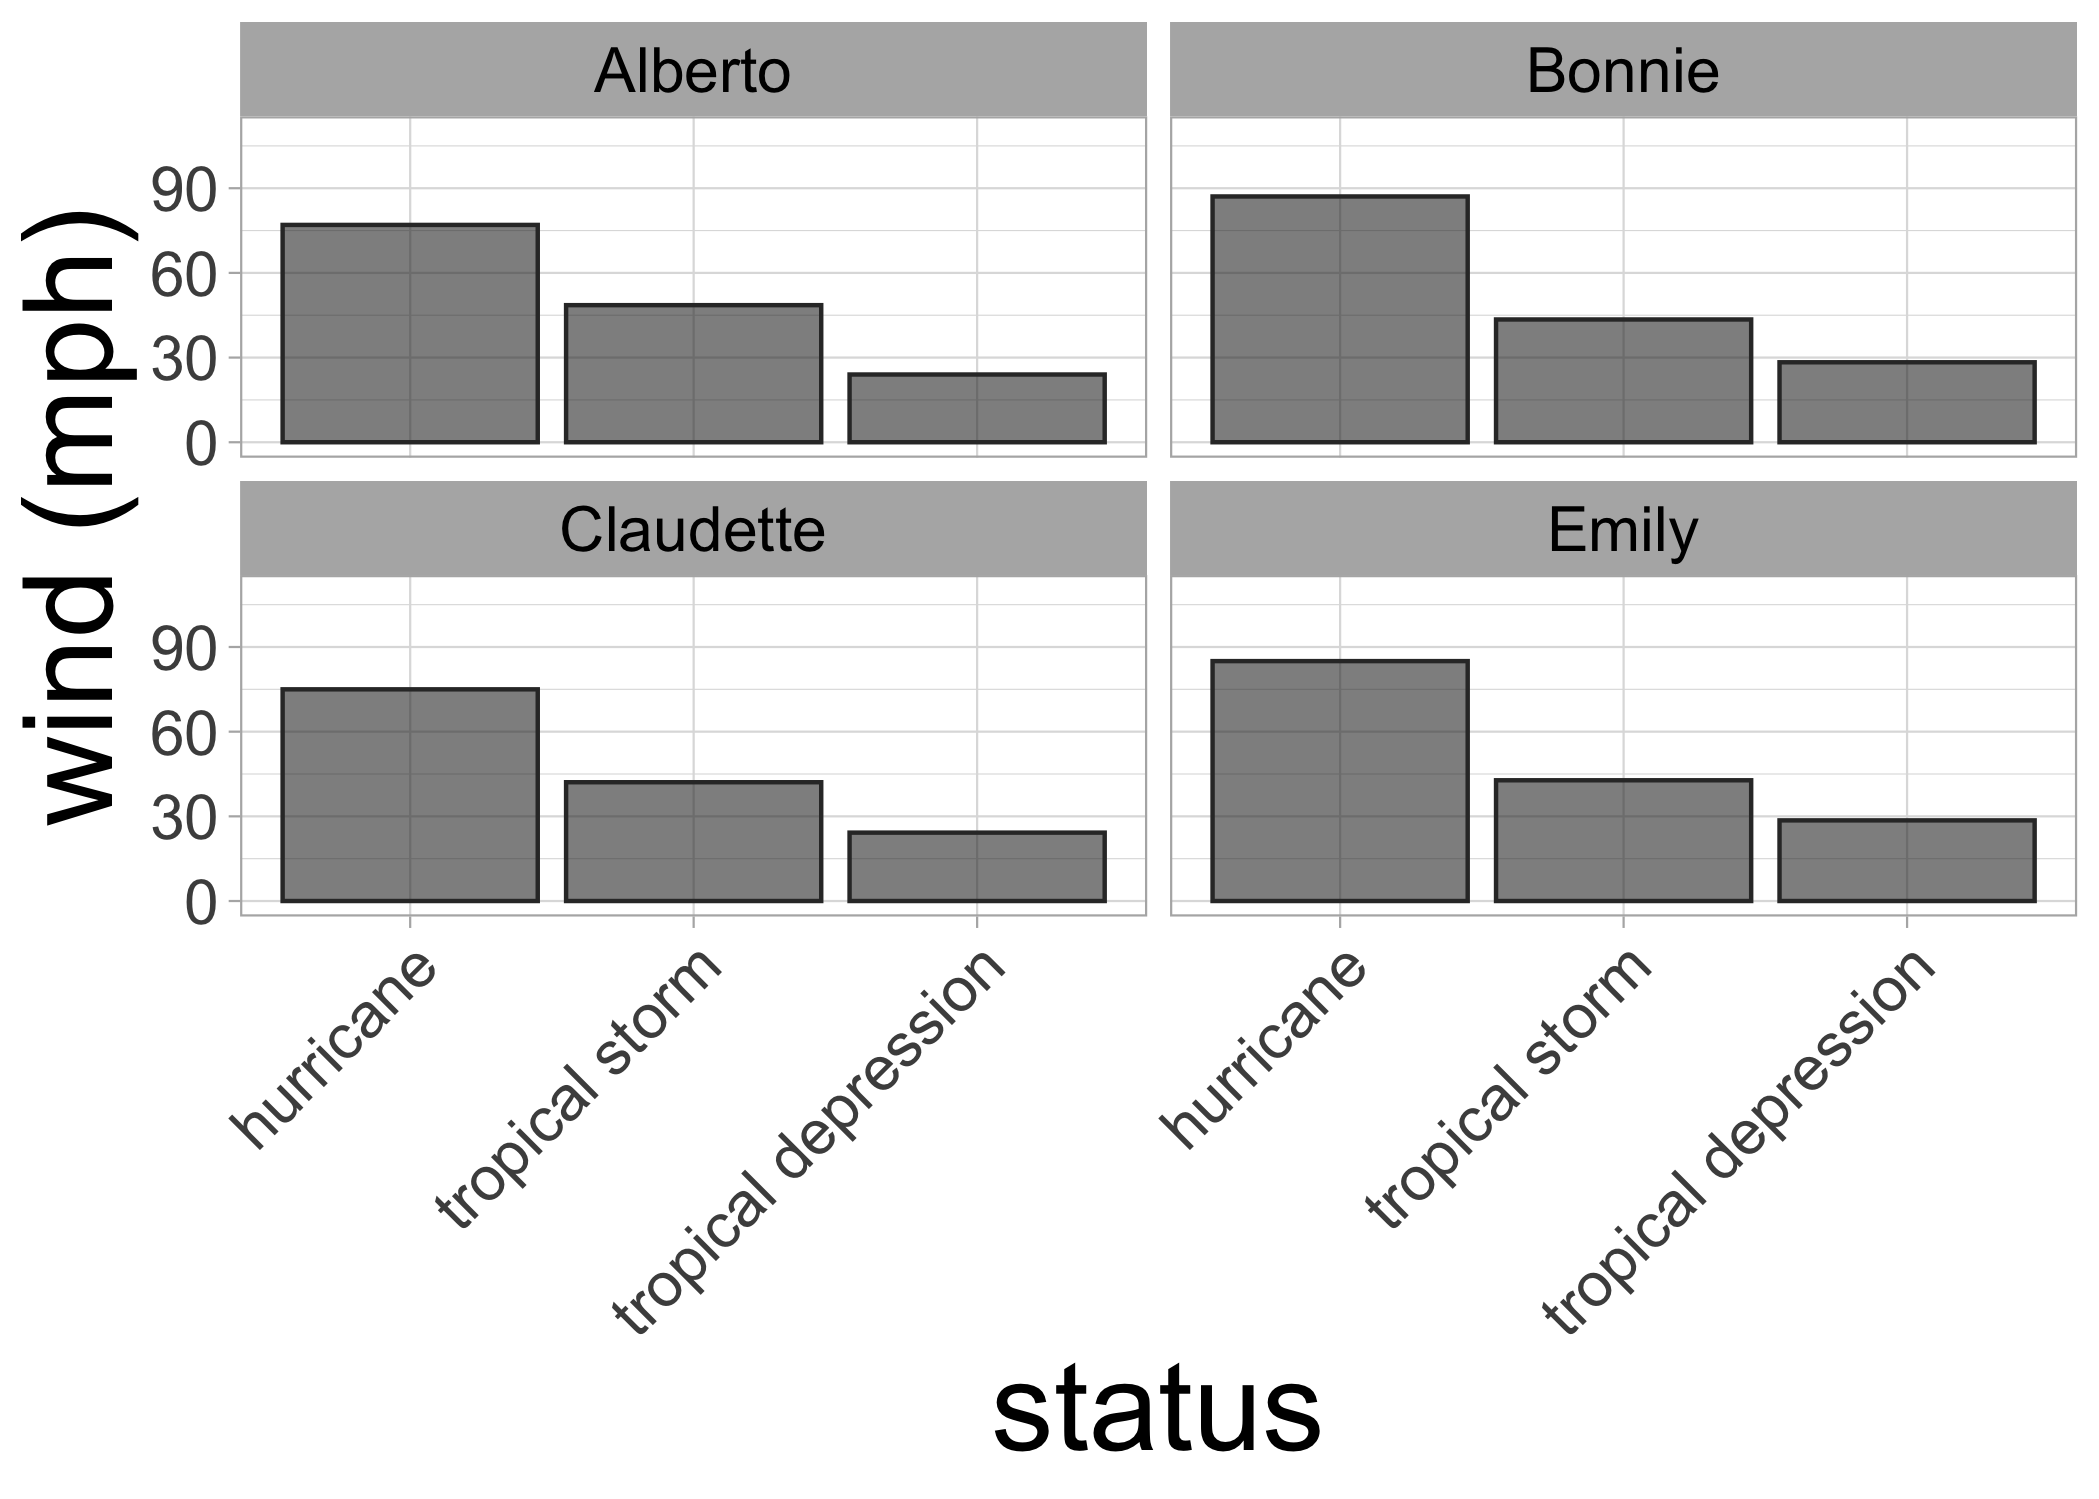 Alberto
Bonnie
90
60
30
0
Claudette
Emily
90
60
30
0
wind (mph)
hurricane
tropical storm
tropical depression
hurricane
tropical storm
tropical depression
status